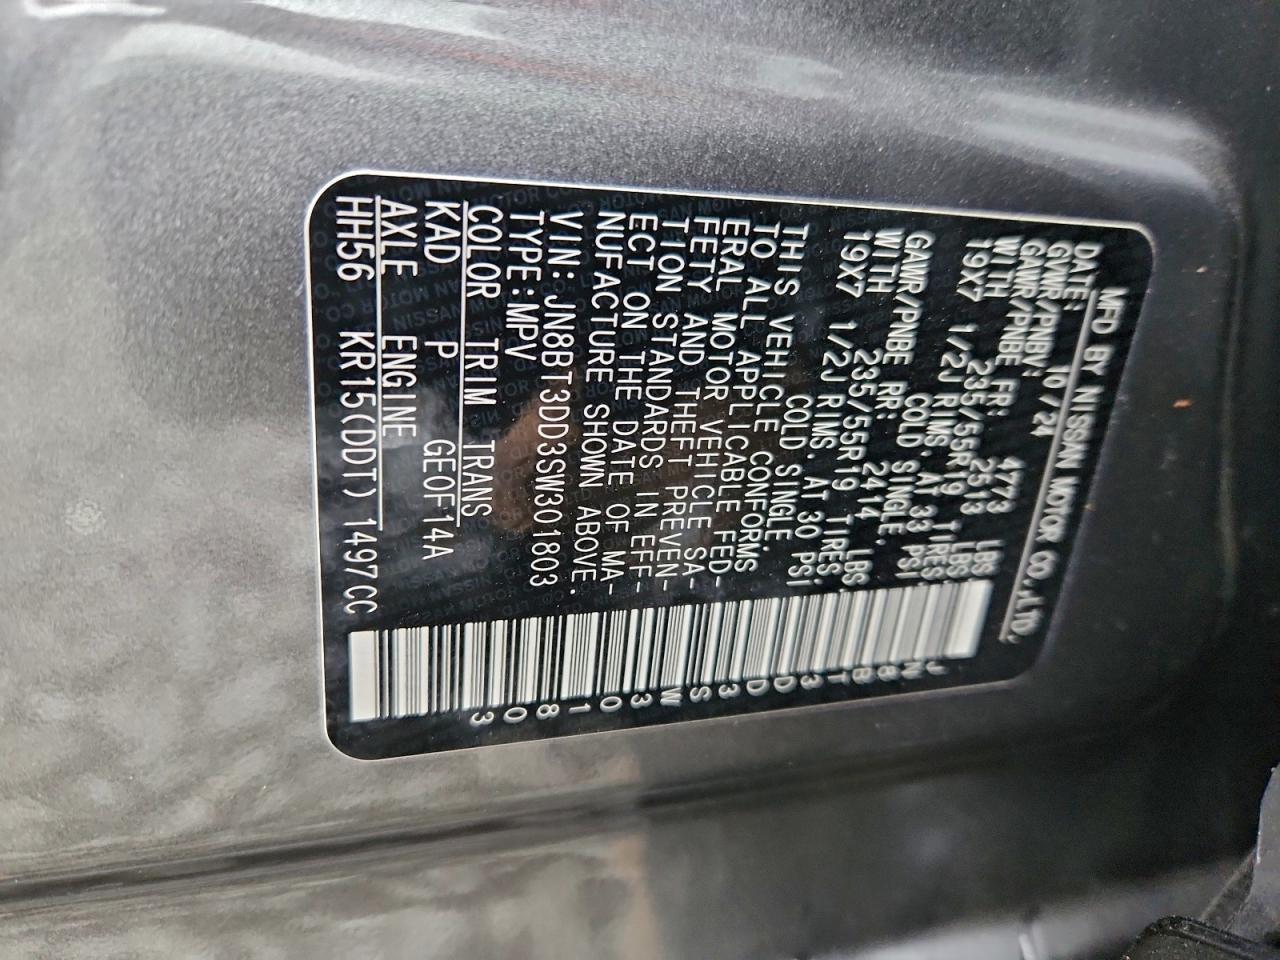 MFD BY NISSAN MOTOR CO.,LTD.
DATE: 10/24
GVWR/PNBV: 4773 LBS
GAWR/PNBE FR: 2513 LBS
WITH 235/55R19 TIRES,
19X7 1/2J RIMS, AT 33 PSI
COLD SINGLE.
GAWR/PNBE RR: 2414 LBS.
WITH 235/55R19 TIRES,
19X7 1/2J RIMS, AT 30 PSI
COLD SINGLE.
THIS VEHICLE CONFORMS
TO ALL APPLICABLE FED-
ERAL MOTOR VEHICLE SA-
FETY AND THEFT PREVEN-
TION STANDARDS IN EFF-
ECT ON THE DATE OF MA-
NUFACTURE SHOWN ABOVE.
VIN: JN8BT3DD3SW301803
TYPE:MPV
COLOR TRIM TRANS
KAD P GEOF14A
AXLE ENGINE
HH56 KR15(DDT) 1497CC
JN8BT3DD3SW301803